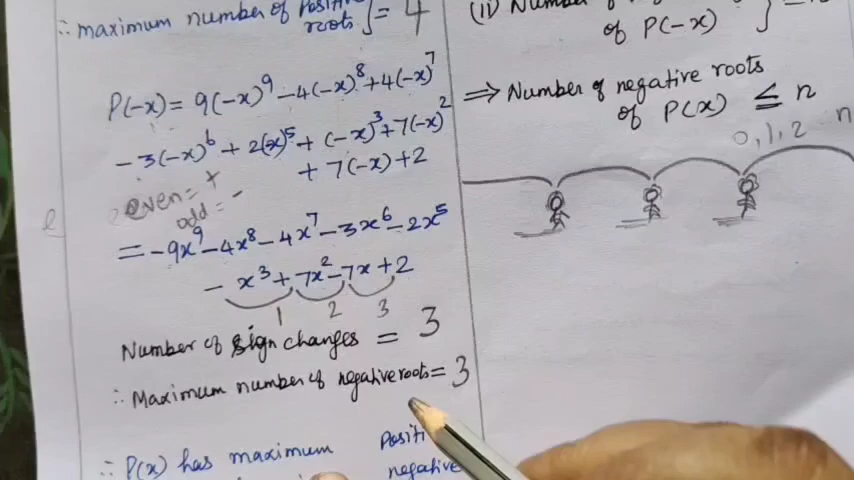 ∴ maximum number of positive roots } = 4
P(-x) = 9(-x)⁹ - 4(-x)⁸ + 4(-x)⁷
- 3(-x)⁶ + 2(-x)⁵ + (-x)³ + 7(-x)²
+ 7(-x) + 2
even = +
odd = -
= -9x⁹ - 4x⁸ - 4x⁷ - 3x⁶ - 2x⁵
- x³ + 7x² - 7x + 2
1 2 3
Number of sign changes = 3
∴ Maximum number of negative roots = 3
∴ P(x) has maximum
Positi
negative
(ii) Number of
of P(-x) } =
⟹ Number of negative roots
of P(x) ≤ n
0, 1, 2 n